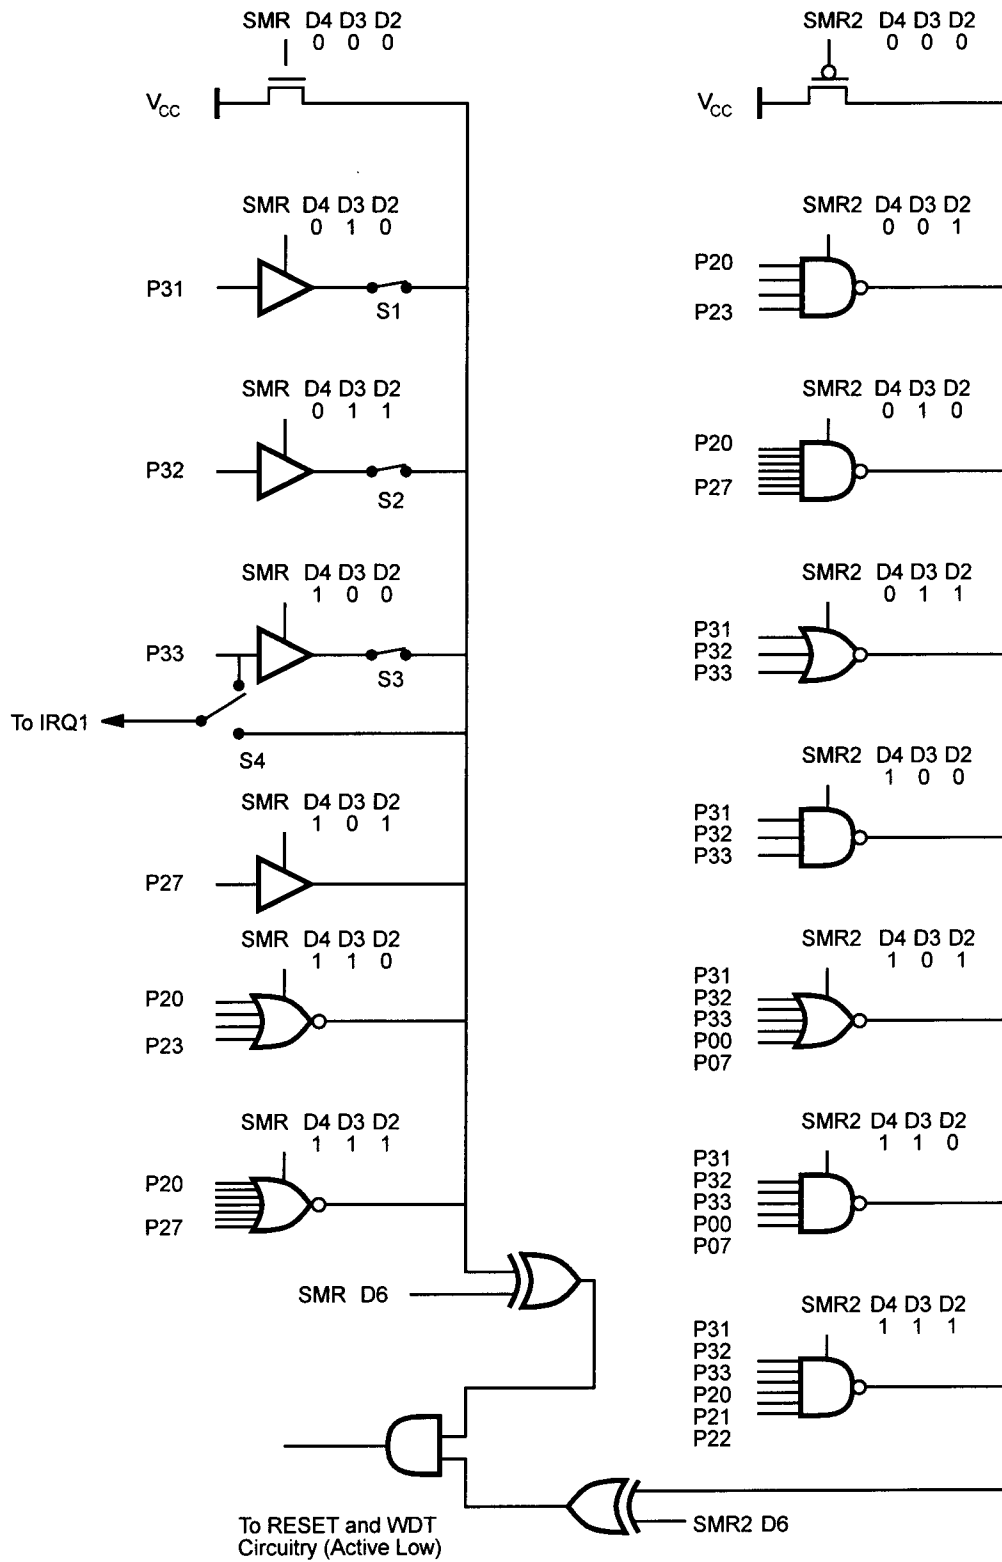 SMR D4 D3 D2
0 0 0
VCC
SMR D4 D3 D2
0 1 0
P31
S1
SMR D4 D3 D2
0 1 1
P32
S2
SMR D4 D3 D2
1 0 0
P33
S3
To IRQ1
S4
SMR D4 D3 D2
1 0 1
P27
SMR D4 D3 D2
1 1 0
P20
P23
SMR D4 D3 D2
1 1 1
P20
P27
SMR D6
To RESET and WDT
Circuitry (Active Low)
SMR2 D4 D3 D2
0 0 0
VCC
SMR2 D4 D3 D2
0 0 1
P20
P23
SMR2 D4 D3 D2
0 1 0
P20
P27
SMR2 D4 D3 D2
0 1 1
P31
P32
P33
SMR2 D4 D3 D2
1 0 0
P31
P32
P33
SMR2 D4 D3 D2
1 0 1
P31
P32
P33
P00
P07
SMR2 D4 D3 D2
1 1 0
P31
P32
P33
P00
P07
SMR2 D4 D3 D2
1 1 1
P31
P32
P33
P20
P21
P22
SMR2 D6